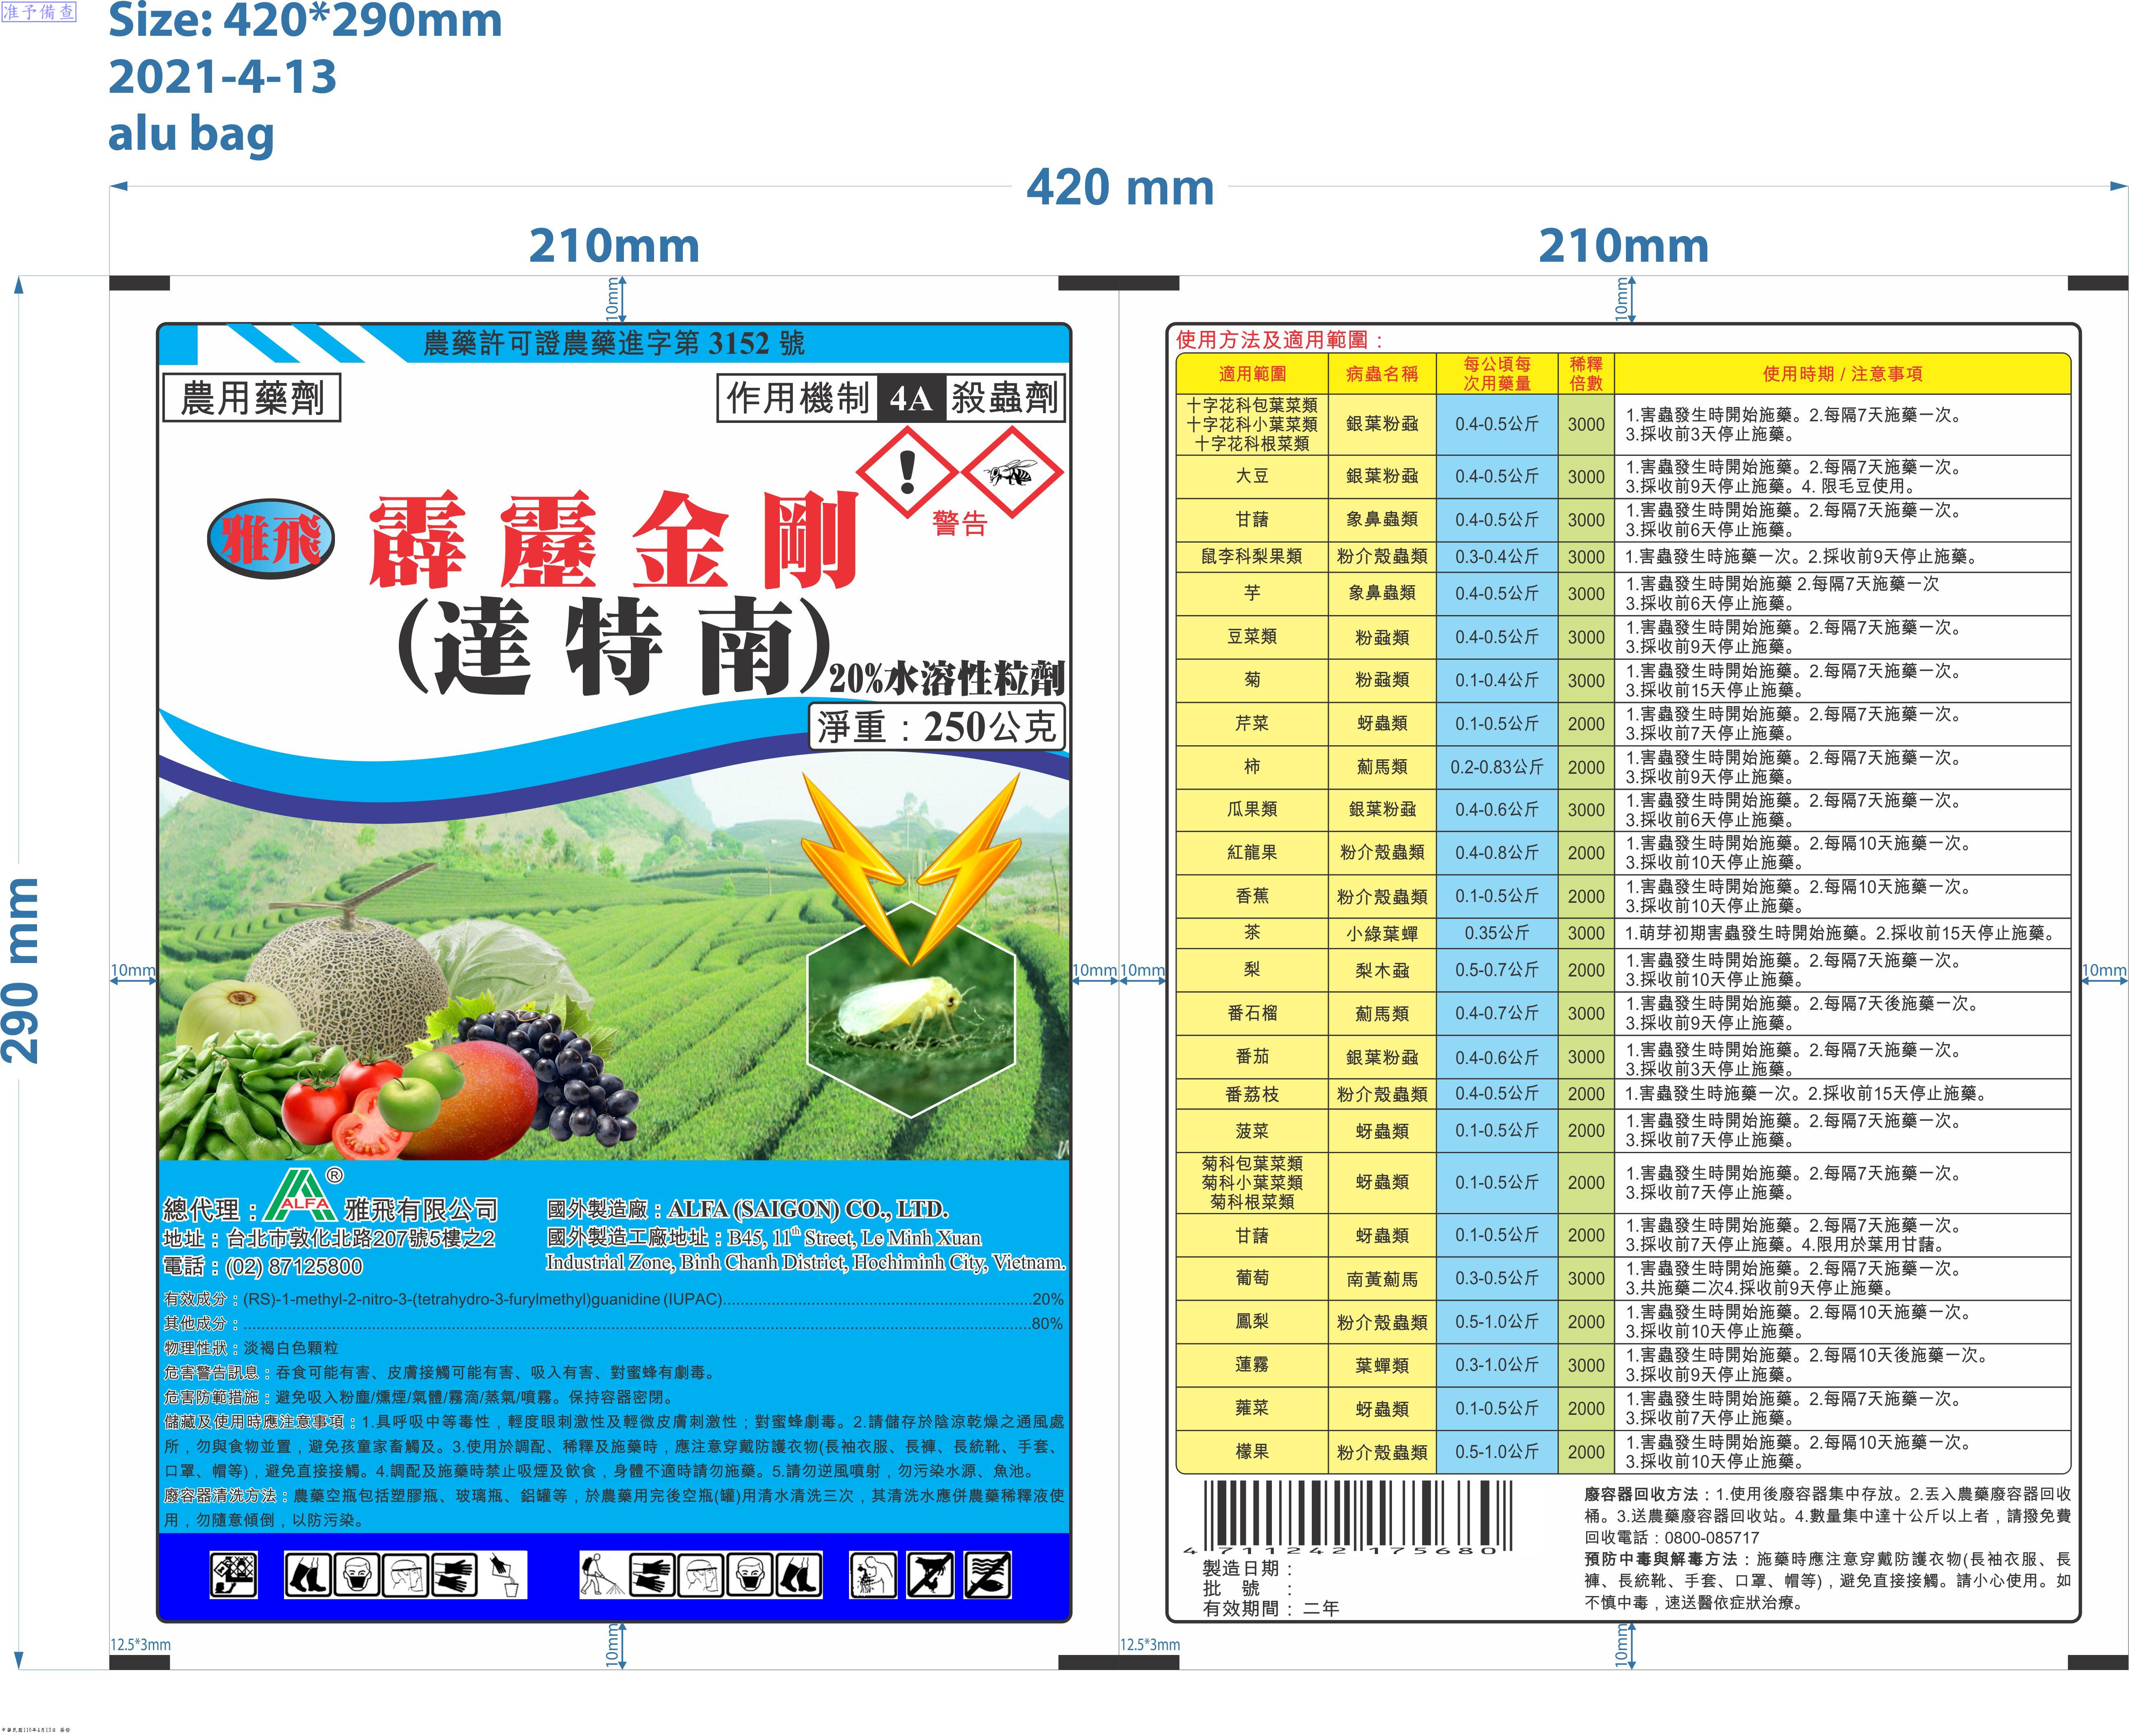 准予備查
Size: 420*290mm
2021-4-13
alu bag
420 mm
210mm
210mm
290 mm
10mm
10mm
農藥許可證農藥進字第 3152 號
農用藥劑
作用機制 4A 殺蟲劑
警告
雅飛
霹靂金剛
(達特南)
20%水溶性粒劑
淨重：250公克
10mm
10mm
10mm
10mm
總代理： ALFA ® 雅飛有限公司
地址：台北市敦化北路207號5樓之2
電話：(02) 87125800
國外製造廠：ALFA (SAIGON) CO., LTD.
國外製造工廠地址：B45, 11th Street, Le Minh Xuan
Industrial Zone, Binh Chanh District, Hochiminh City, Vietnam.
有效成分：(RS)-1-methyl-2-nitro-3-(tetrahydro-3-furylmethyl)guanidine (IUPAC)........20%
其他成分：........80%
物理性狀：淡褐白色顆粒
危害警告訊息：吞食可能有害、皮膚接觸可能有害、吸入有害、對蜜蜂有劇毒。
危害防範措施：避免吸入粉塵/燻煙/氣體/霧滴/蒸氣/噴霧。保持容器密閉。
儲藏及使用時應注意事項：1.具呼吸中等毒性，輕度眼刺激性及輕微皮膚刺激性；對蜜蜂劇毒。2.請儲存於陰涼乾燥之通風處
所，勿與食物並置，避免孩童家畜觸及。3.使用於調配、稀釋及施藥時，應注意穿戴防護衣物(長袖衣服、長褲、長統靴、手套、
口罩、帽等)，避免直接接觸。4.調配及施藥時禁止吸煙及飲食，身體不適時請勿施藥。5.請勿逆風噴射，勿污染水源、魚池。
廢容器清洗方法：農藥空瓶包括塑膠瓶、玻璃瓶、鋁罐等，於農藥用完後空瓶(罐)用清水清洗三次，其清洗水應併農藥稀釋液使
用，勿隨意傾倒，以防污染。
使用方法及適用範圍：
適用範圍 病蟲名稱 每公頃每次用藥量 稀釋倍數 使用時期 / 注意事項
十字花科包葉菜類
十字花科小葉菜類
十字花科根菜類
銀葉粉蝨 0.4-0.5公斤 3000 1.害蟲發生時開始施藥。2.每隔7天施藥一次。
3.採收前3天停止施藥。
大豆 銀葉粉蝨 0.4-0.5公斤 3000 1.害蟲發生時開始施藥。2.每隔7天施藥一次。
3.採收前9天停止施藥。4. 限毛豆使用。
甘藷 象鼻蟲類 0.4-0.5公斤 3000 1.害蟲發生時開始施藥。2.每隔7天施藥一次。
3.採收前6天停止施藥。
鼠李科梨果類 粉介殼蟲類 0.3-0.4公斤 3000 1.害蟲發生時施藥一次。2.採收前9天停止施藥。
芋 象鼻蟲類 0.4-0.5公斤 3000 1.害蟲發生時開始施藥 2.每隔7天施藥一次
3.採收前6天停止施藥。
豆菜類 粉蝨類 0.4-0.5公斤 3000 1.害蟲發生時開始施藥。2.每隔7天施藥一次。
3.採收前9天停止施藥。
菊 粉蝨類 0.1-0.4公斤 3000 1.害蟲發生時開始施藥。2.每隔7天施藥一次。
3.採收前15天停止施藥。
芹菜 蚜蟲類 0.1-0.5公斤 2000 1.害蟲發生時開始施藥。2.每隔7天施藥一次。
3.採收前7天停止施藥。
柿 薊馬類 0.2-0.83公斤 2000 1.害蟲發生時開始施藥。2.每隔7天施藥一次。
3.採收前9天停止施藥。
瓜果類 銀葉粉蝨 0.4-0.6公斤 3000 1.害蟲發生時開始施藥。2.每隔7天施藥一次。
3.採收前6天停止施藥。
紅龍果 粉介殼蟲類 0.4-0.8公斤 2000 1.害蟲發生時開始施藥。2.每隔10天施藥一次。
3.採收前10天停止施藥。
香蕉 粉介殼蟲類 0.1-0.5公斤 2000 1.害蟲發生時開始施藥。2.每隔10天施藥一次。
3.採收前10天停止施藥。
茶 小綠葉蟬 0.35公斤 3000 1.萌芽初期害蟲發生時開始施藥。2.採收前15天停止施藥。
梨 梨木蝨 0.5-0.7公斤 2000 1.害蟲發生時開始施藥。2.每隔7天施藥一次。
3.採收前10天停止施藥。
番石榴 薊馬類 0.4-0.7公斤 3000 1.害蟲發生時開始施藥。2.每隔7天後施藥一次。
3.採收前9天停止施藥。
番茄 銀葉粉蝨 0.4-0.6公斤 3000 1.害蟲發生時開始施藥。2.每隔7天施藥一次。
3.採收前3天停止施藥。
番荔枝 粉介殼蟲類 0.4-0.5公斤 2000 1.害蟲發生時施藥一次。2.採收前15天停止施藥。
菠菜 蚜蟲類 0.1-0.5公斤 2000 1.害蟲發生時開始施藥。2.每隔7天施藥一次。
3.採收前7天停止施藥。
菊科包葉菜類
菊科小葉菜類
菊科根菜類
蚜蟲類 0.1-0.5公斤 2000 1.害蟲發生時開始施藥。2.每隔7天施藥一次。
3.採收前7天停止施藥。
甘藷 蚜蟲類 0.1-0.5公斤 2000 1.害蟲發生時開始施藥。2.每隔7天施藥一次。
3.採收前7天停止施藥。4.限用於葉用甘藷。
葡萄 南黃薊馬 0.3-0.5公斤 3000 1.害蟲發生時開始施藥。2.每隔7天施藥一次。
3.共施藥二次4.採收前9天停止施藥。
鳳梨 粉介殼蟲類 0.5-1.0公斤 2000 1.害蟲發生時開始施藥。2.每隔10天施藥一次。
3.採收前10天停止施藥。
蓮霧 葉蟬類 0.3-1.0公斤 3000 1.害蟲發生時開始施藥。2.每隔10天後施藥一次。
3.採收前9天停止施藥。
蕹菜 蚜蟲類 0.1-0.5公斤 2000 1.害蟲發生時開始施藥。2.每隔7天施藥一次。
3.採收前7天停止施藥。
檬果 粉介殼蟲類 0.5-1.0公斤 2000 1.害蟲發生時開始施藥。2.每隔10天施藥一次。
3.採收前10天停止施藥。
4 711242 175680
製造日期：
批 號 ：
有效期間：二年
廢容器回收方法：1.使用後廢容器集中存放。2.丟入農藥廢容器回收
桶。3.送農藥廢容器回收站。4.數量集中達十公斤以上者，請撥免費
回收電話：0800-085717
預防中毒與解毒方法：施藥時應注意穿戴防護衣物(長袖衣服、長
褲、長統靴、手套、口罩、帽等)，避免直接接觸。請小心使用。如
不慎中毒，速送醫依症狀治療。
12.5*3mm
10mm
12.5*3mm
10mm